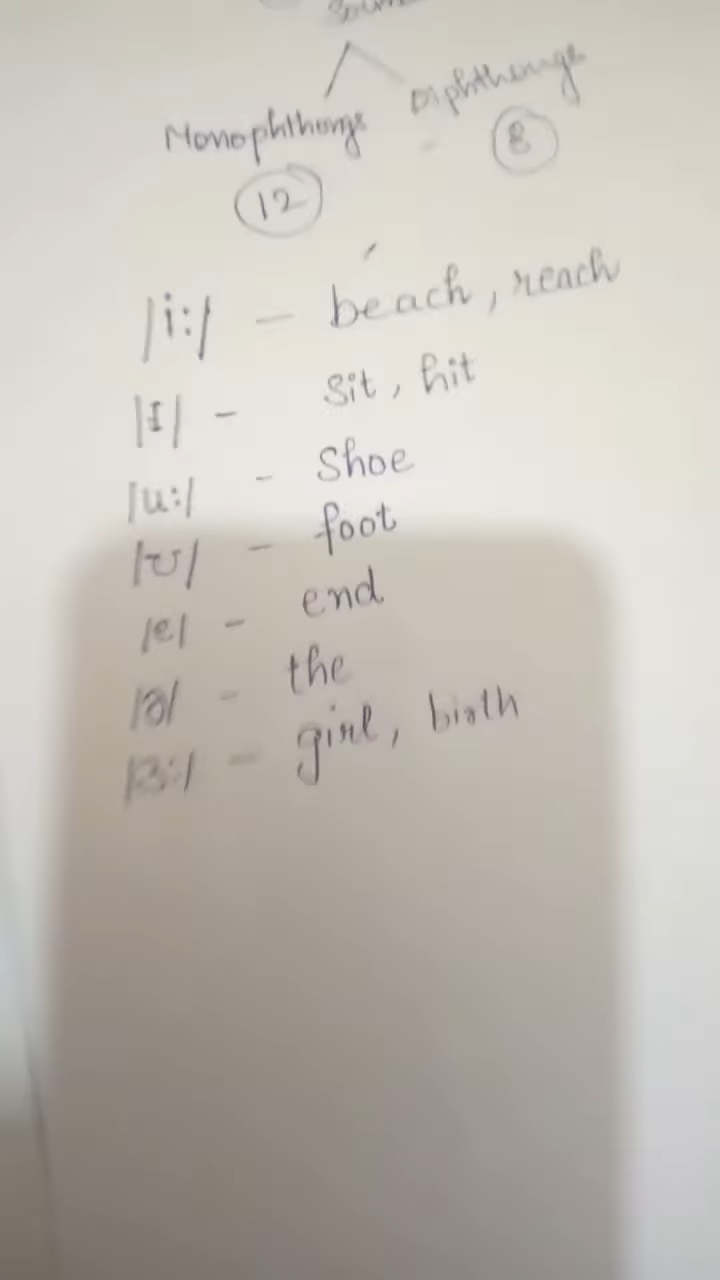 Monophthongs Diphthongs
12 8
/i:/ - beach, reach
/ɪ/ - sit, hit
/u:/ - Shoe
/ʊ/ - foot
/e/ - end
/ə/ - the
/ɜ:/ - girl, birth